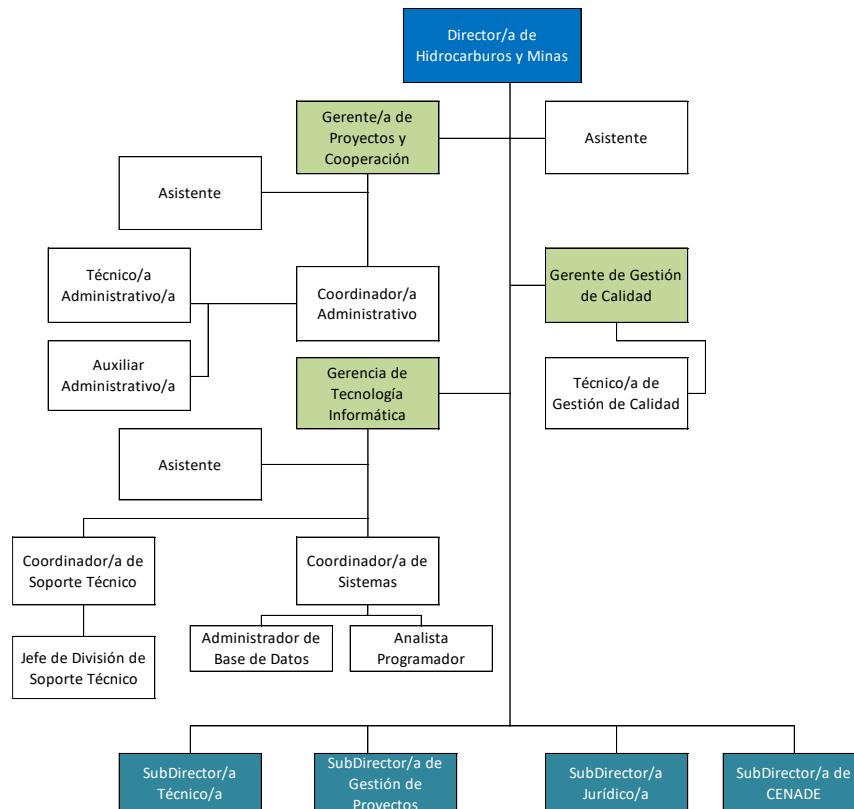 Director/a de
Hidrocarburos y Minas
Gerente/a de
Proyectos y
Cooperación
Asistente
Asistente
Técnico/a
Administrativo/a
Coordinador/a
Administrativo
Gerente de Gestión
de Calidad
Auxiliar
Administrativo/a
Gerencia de
Tecnología
Informática
Técnico/a de
Gestión de Calidad
Asistente
Coordinador/a de
Soporte Técnico
Coordinador/a de
Sistemas
Administrador de
Base de Datos
Analista
Programador
Jefe de División de
Soporte Técnico
SubDirector/a
Técnico/a
SubDirector/a de
Gestión de
Proyectos
SubDirector/a
Jurídico/a
SubDirector/a de
CENADE